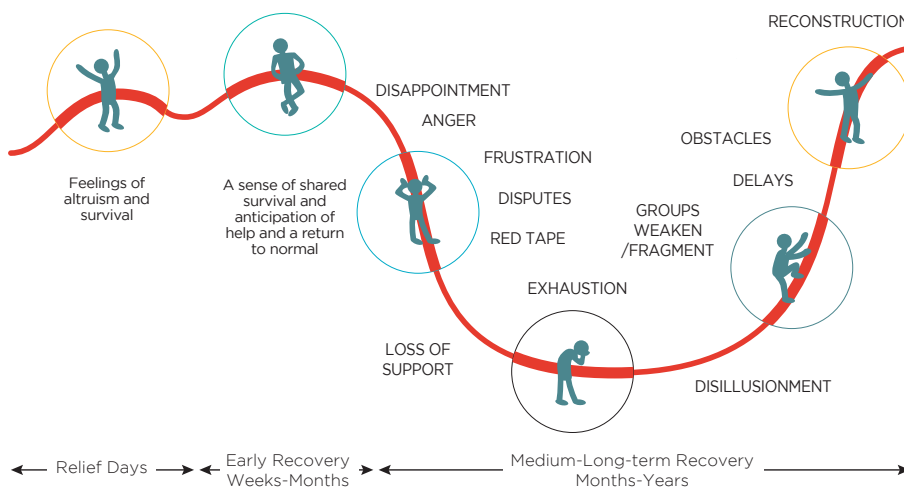 RECONSTRUCTION
DISAPPOINTMENT
ANGER
OBSTACLES
FRUSTRATION
Feelings of
altruism and
survival
A sense of shared
survival and
anticipation of
help and a return
to normal
DISPUTES
DELAYS
RED TAPE
GROUPS
WEAKEN
/FRAGMENT
EXHAUSTION
LOSS OF
SUPPORT
DISILLUSIONMENT
Relief Days
Early Recovery
Weeks-Months
Medium-Long-term Recovery
Months-Years